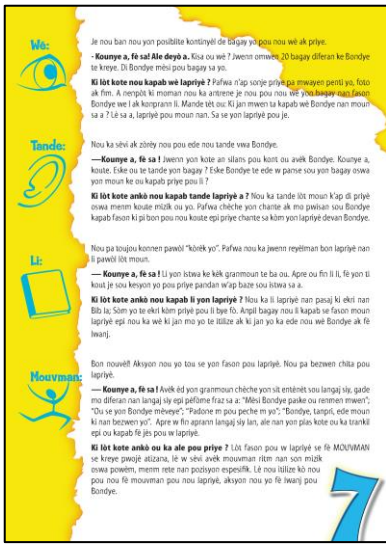 Wè:
Je nou ban nou yon posiblite kontinyèl de bagay yo pou nou wè ak priye.
- Kounye a, fè sa! Ale deyò a. Kisa ou wè ? Jwenn omwen 20 bagay diferan ke Bondye
te kreye. Di Bondye mèsi pou bagay sa yo.
Ki lòt kote nou kapab wè lapriyè ? Pafwa n'ap sonje priye pa mwayen penti yo, foto
ak fim. A nenpòt ki moman nou ka antrene je nou pou nou wè yon bagay nan fason
Bondye we l ak konprann li. Mande tèt ou: Ki jan mwen ta kapab wè Bondye nan moun
sa a ? Lè sa a, lapriyè pou moun nan. Sa se yon lapriyè pou je.
Tande:
Nou ka sèvi ak zòrèy nou pou ede nou tande vwa Bondye.
—Kounye a, fè sa ! Jwenn yon kote an silans pou kont ou avèk Bondye. Kounye a,
koute. Eske ou te tande yon bagay ? Eske Bondye te ede w panse sou yon bagay oswa
yon moun ke ou kapab priye pou li ?
Ki lòt kote ankò nou kapab tande lapriyè a ? Nou ka tande lòt moun k'ap di priyè
oswa menm koute mizik ou yo. Pafwa chèche yon chante ak mo pwisan sou Bondye
kapab fason ki pi bon pou nou koute epi priye chante sa kòm yon lapriyè devan Bondye.
Li:
Nou pa toujou konnen pawòl "kòrèk yo". Pafwa nou ka jwenn reyèlman bon lapriyè nan
li pawòl lòt moun.
— Kounye a, fè sa ! Li yon istwa ke kèk granmoun te ba ou. Apre ou fin li li, fè yon ti
kout je sou kesyon yo pou priye pandan w'ap baze sou istwa sa a.
Ki lòt kote ankò nou kapab li yon lapriyè ? Nou ka li lapriyè nan pasaj ki ekri nan
Bib la; Sòm yo te ekri kòm priyè pou li bye fò. Anpil bagay nou li kapab se fason moun
lapriye epi nou ka wè ki jan mo yo te itilize ak ki jan yo ka ede nou wè Bondye ak fè
lwanj.
Mouvman:
Bon nouvèl! Aksyon nou yo tou se yon fason pou lapriyè. Nou pa bezwen chita pou
lapriyè.
— Kounye a, fè sa! Avèk èd yon granmoun chèche yon sit entènèt sou langaj siy, gade
mo diferan nan langaj siy epi pèfòme fraz sa a: "Mèsi Bondye paske ou renmen mwen";
"Ou se yon Bondye mèveye"; "Padone m pou peche m yo"; "Bondye, tanpri, ede moun
ki nan bezwen yo". Apre w fin aprann langaj siy lan, ale nan yon plas kote ou ka trankil
epi ou kapab fè jès pou w lapriyè.
Ki lòt kote ankò ou ka ale pou priye ? Lòt fason pou w lapriyè se fè MOUVMAN
se kreye pwojè atizana, lè w sèvi avèk mouvman ritm nan son mizik
oswa powèm, menm rete nan pozisyon espesifik. Lè nou itilize kò nou
pou nou fè mouvman pou nou lapriyè, aksyon nou yo fè lwanj pou
Bondye.
7